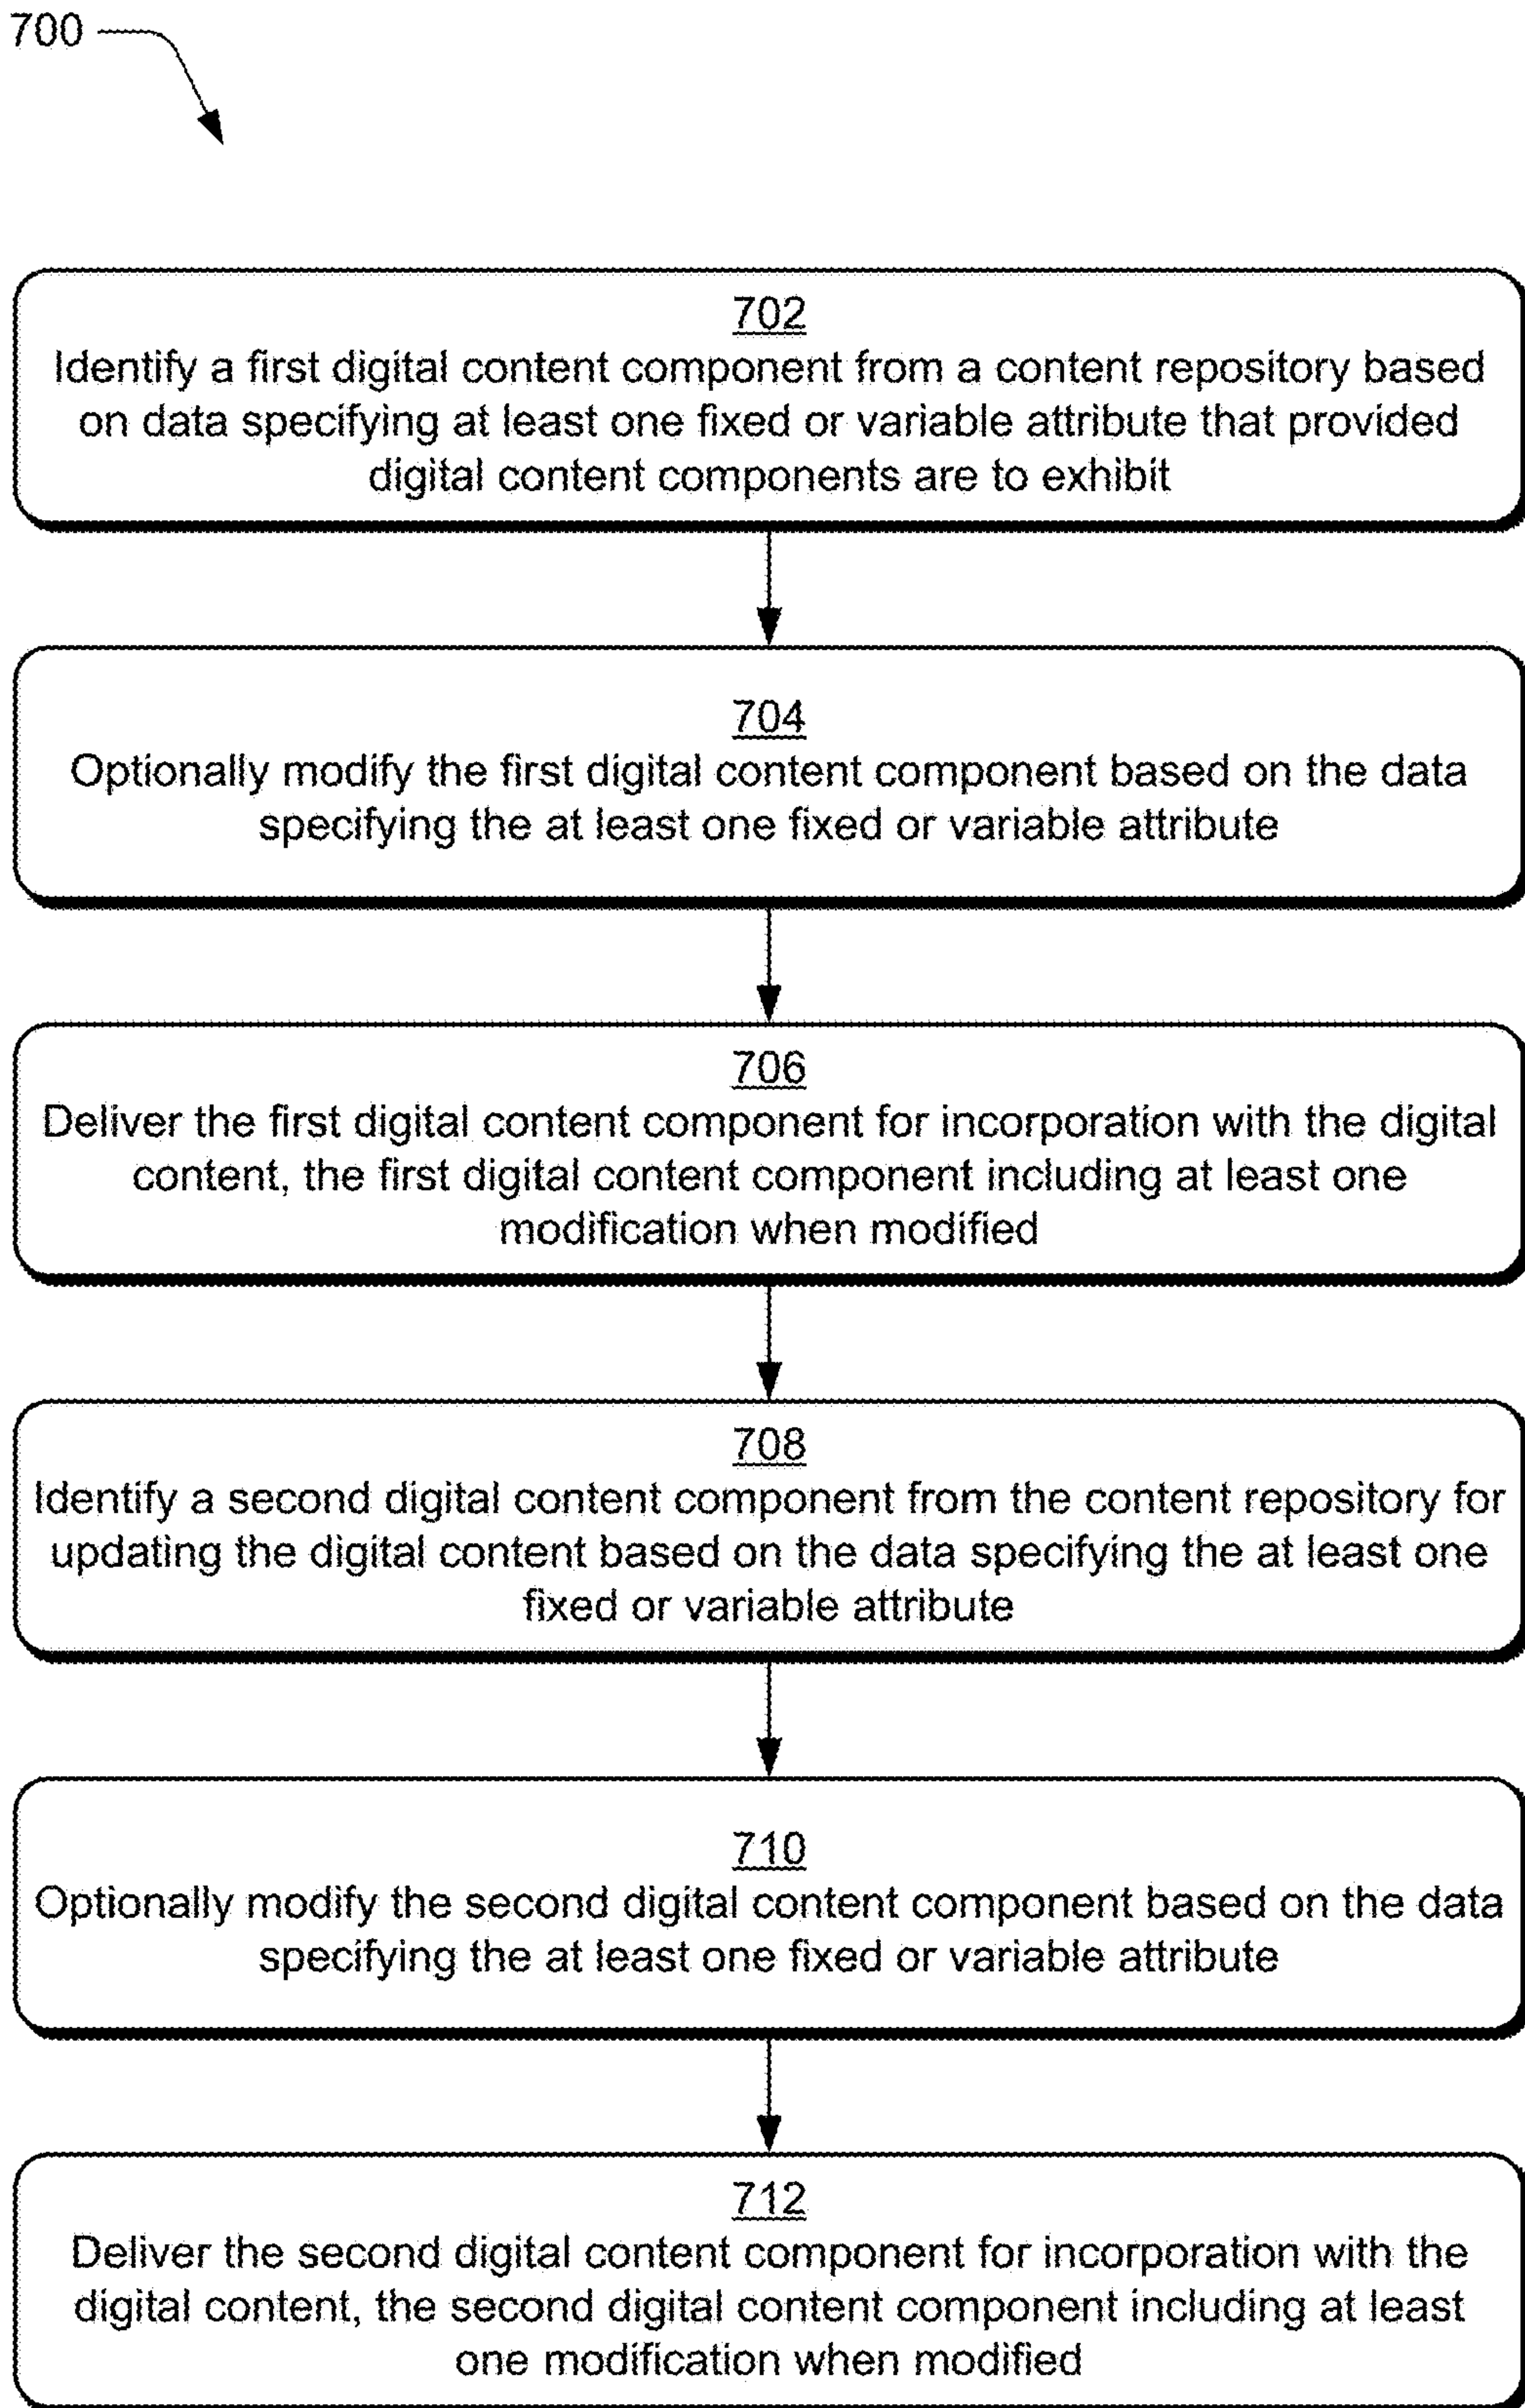 700
702
Identify a first digital content component from a content repository based
on data specifying at least one fixed or variable attribute that provided
digital content components are to exhibit
704
Optionally modify the first digital content component based on the data
specifying the at least one fixed or variable attribute
706
Deliver the first digital content component for incorporation with the digital
content, the first digital content component including at least one
modification when modified
708
Identify a second digital content component from the content repository for
updating the digital content based on the data specifying the at least one
fixed or variable attribute
710
Optionally modify the second digital content component based on the data
specifying the at least one fixed or variable attribute
712
Deliver the second digital content component for incorporation with the
digital content, the second digital content component including at least
one modification when modified